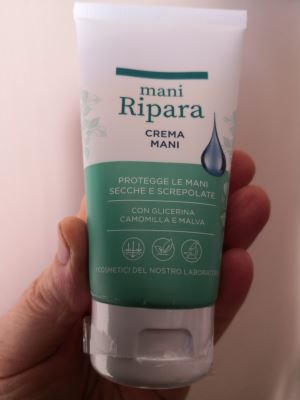 mani
Ripara
CREMA
MANI
PROTEGGE LE MANI
SECCHE E SCREPOLATE
CON GLICERINA
CAMOMILLA E MALVA
I COSMETICI DEL NOSTRO LABORATORIO